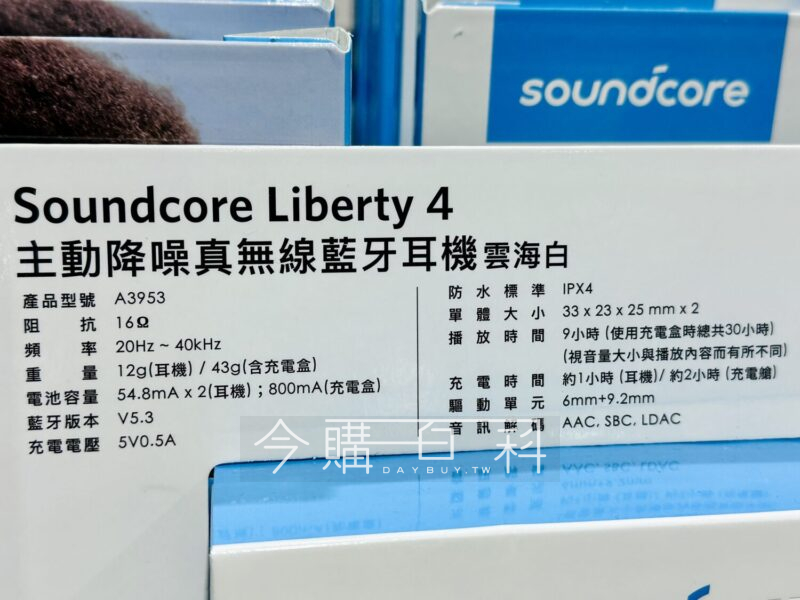 soundcore
Soundcore Liberty 4
主動降噪真無線藍牙耳機 雲海白
產品型號 A3953
阻抗 16Ω
頻率 20Hz ~ 40kHz
重量 12g(耳機) / 43g(含充電盒)
電池容量 54.8mA x 2(耳機)；800mA(充電盒)
藍牙版本 V5.3
充電電壓 5V0.5A
防水標準 IPX4
單體大小 33 x 23 x 25 mm x 2
播放時間 9小時 (使用充電盒時總共30小時)
(視音量大小與播放內容而有所不同)
充電時間 約1小時 (耳機)/ 約2小時 (充電艙)
驅動單元 6mm+9.2mm
音訊解碼 AAC, SBC, LDAC
今購百科
DAYBUY.TW